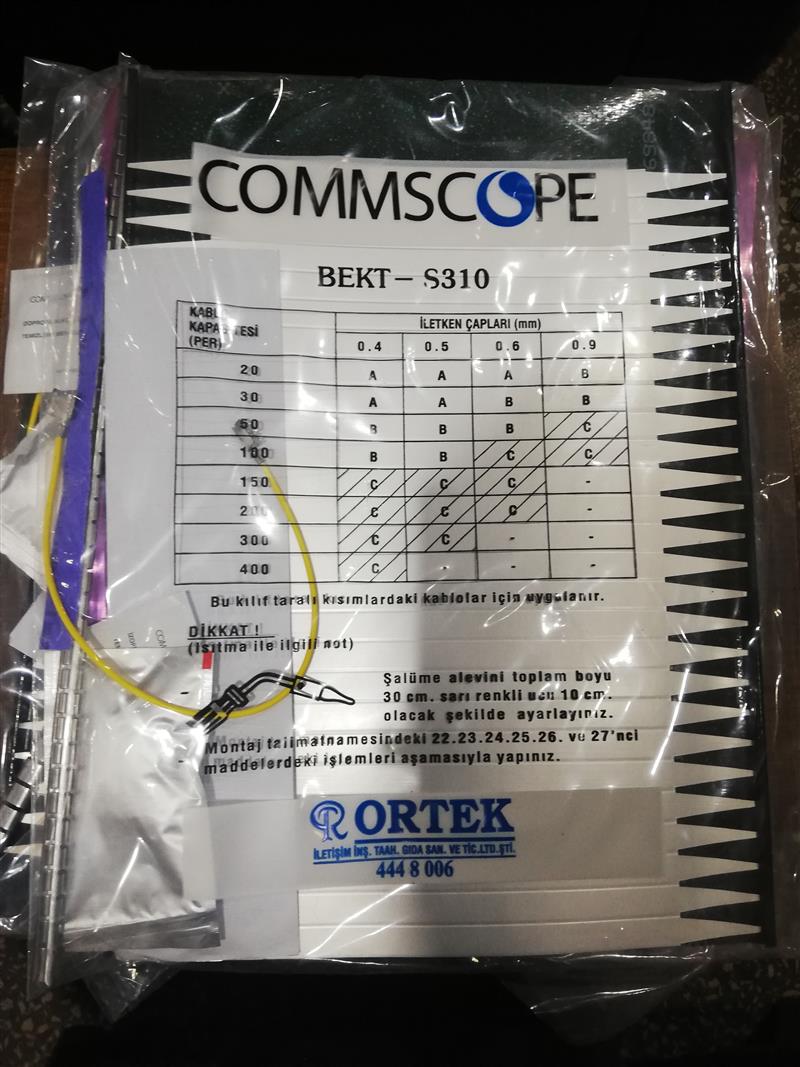 COMMSCOPE
BEKT - S310
KABLO KAPASİTESİ (PER) İLETKEN ÇAPLARI (mm)
0.4 0.5 0.6 0.9
20 A A A B
30 A A B B
50 B B B C
100 B B C C
150 C C C -
200 C C C -
300 C C - -
400 C - - -
Bu kılıf taralı kısımlardaki kablolar için uygulanır.
DİKKAT !
(Isıtma ile ilgili not)
Şalüme alevini toplam boyu
30 cm. sarı renkli ucu 10 cm.
olacak şekilde ayarlayınız.
Montaj talimatnamesindeki 22.23.24.25.26. ve 27'nci
maddelerdeki işlemleri aşamasıyla yapınız.
ORTEK
İLETİŞİM İNŞ. TAAH. GIDA SAN. VE TİC.LTD.ŞTİ.
444 8 006